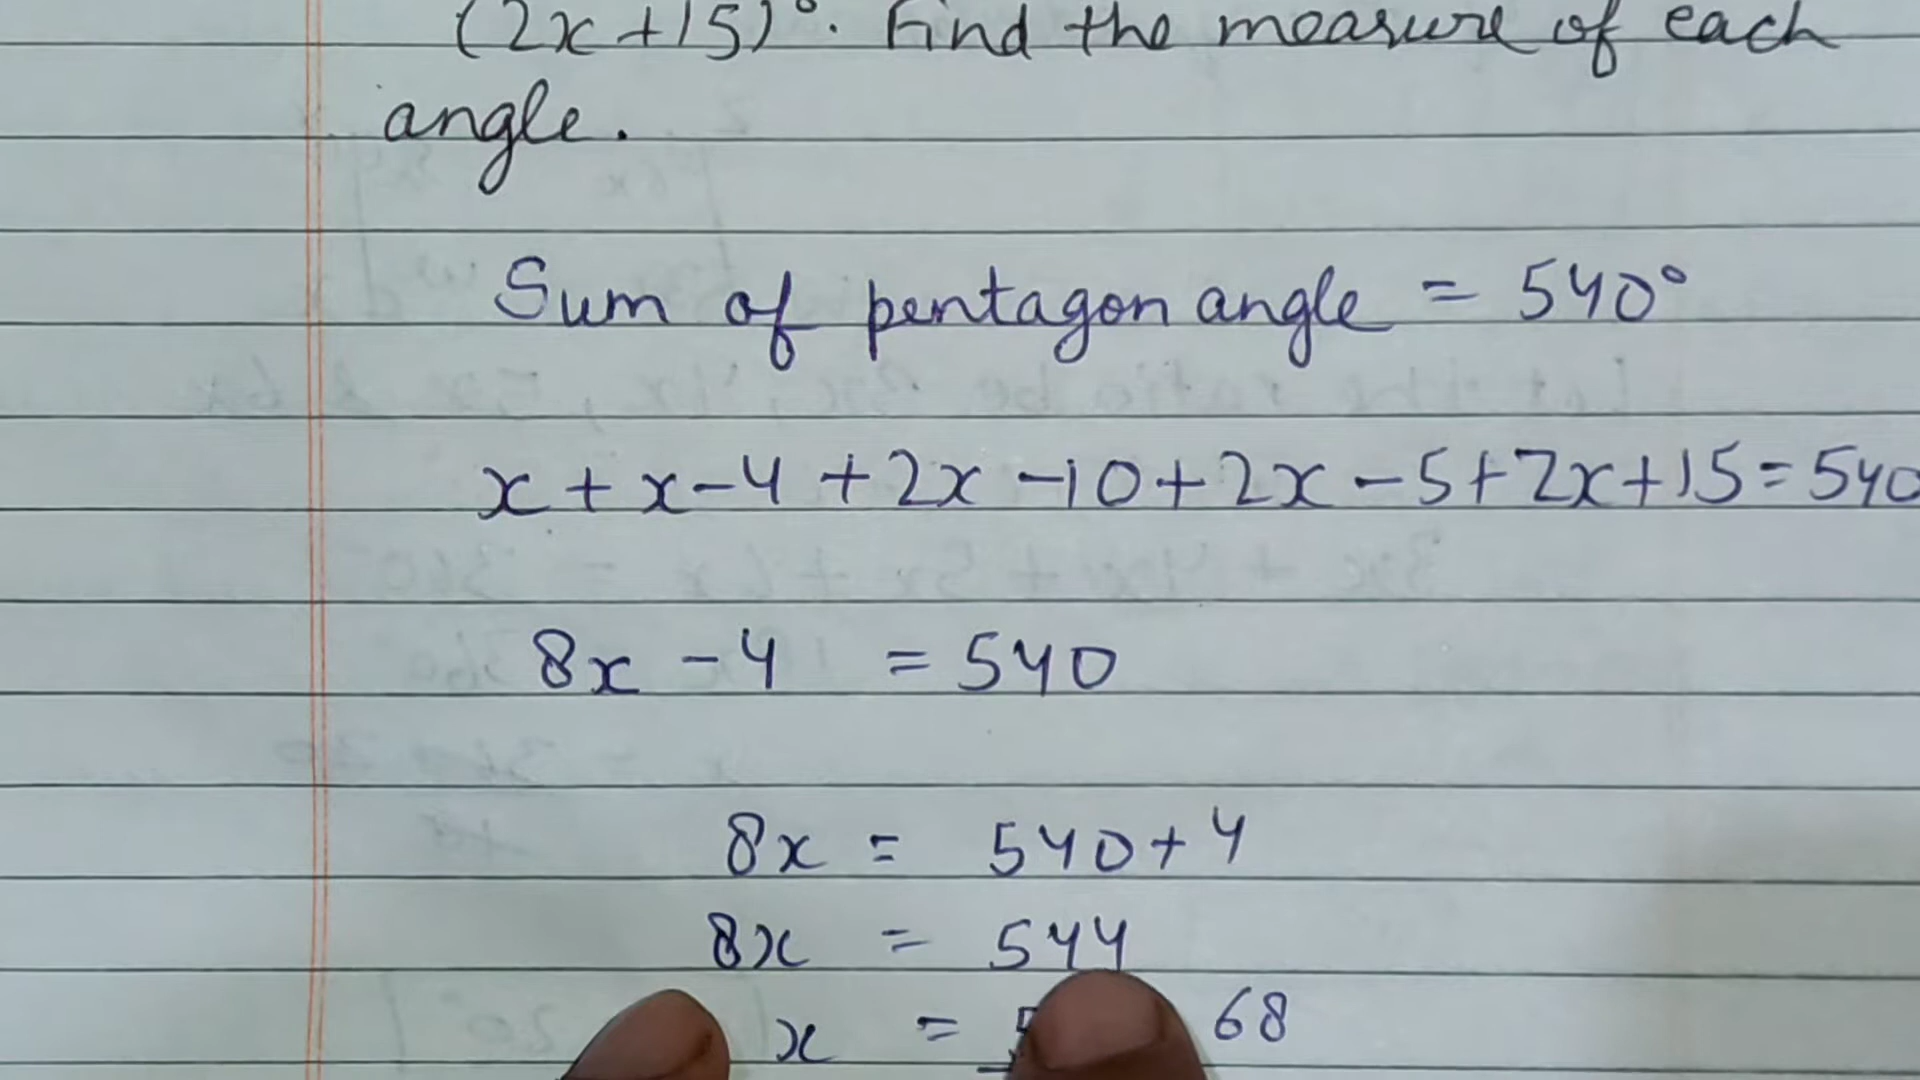 (2x+15)°. Find the measure of each
angle.
Sum of pentagon angle = 540°
x + x - 4 + 2x - 10 + 2x - 5 + 2x + 15 = 540
8x - 4 = 540
8x = 540 + 4
8x = 544
x = 68